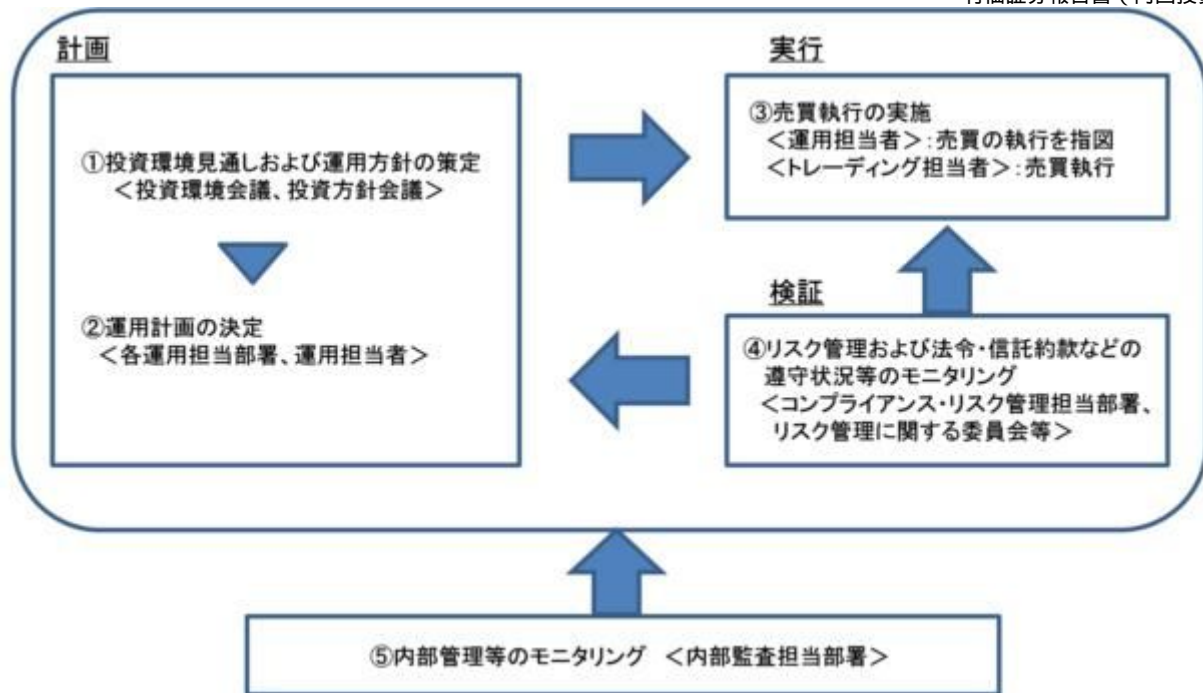 計画
①投資環境見通しおよび運用方針の策定
<投資環境会議、投資方針会議>
②運用計画の決定
<各運用担当部署、運用担当者>
実行
③売買執行の実施
<運用担当者>:売買の執行を指図
<トレーディング担当者>:売買執行
検証
④リスク管理および法令・信託約款などの
遵守状況等のモニタリング
<コンプライアンス・リスク管理担当部署、
リスク管理に関する委員会等>
⑤内部管理等のモニタリング <内部監査担当部署>